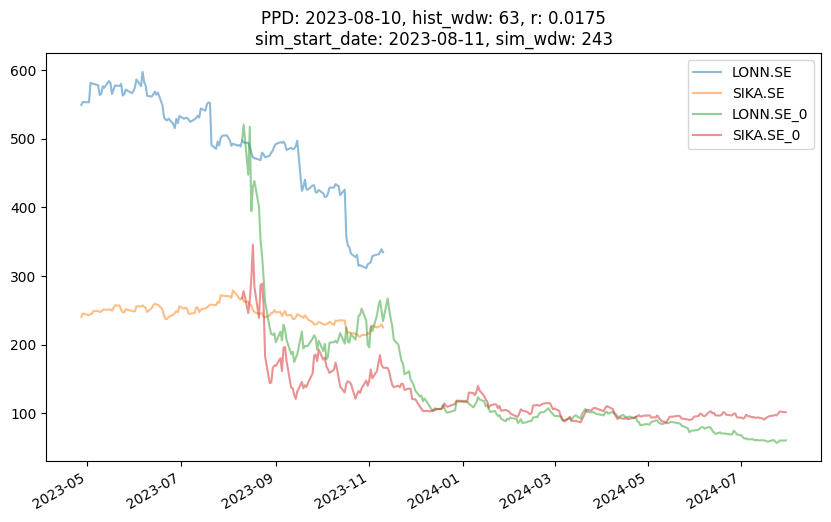 PPD: 2023-08-10, hist_wdw: 63, r: 0.0175
sim_start_date: 2023-08-11, sim_wdw: 243
LONN.SE
SIKA.SE
LONN.SE_0
SIKA.SE_0
600
500
400
300
200
100
2023-05
2023-07
2023-09
2023-11
2024-01
2024-03
2024-05
2024-07